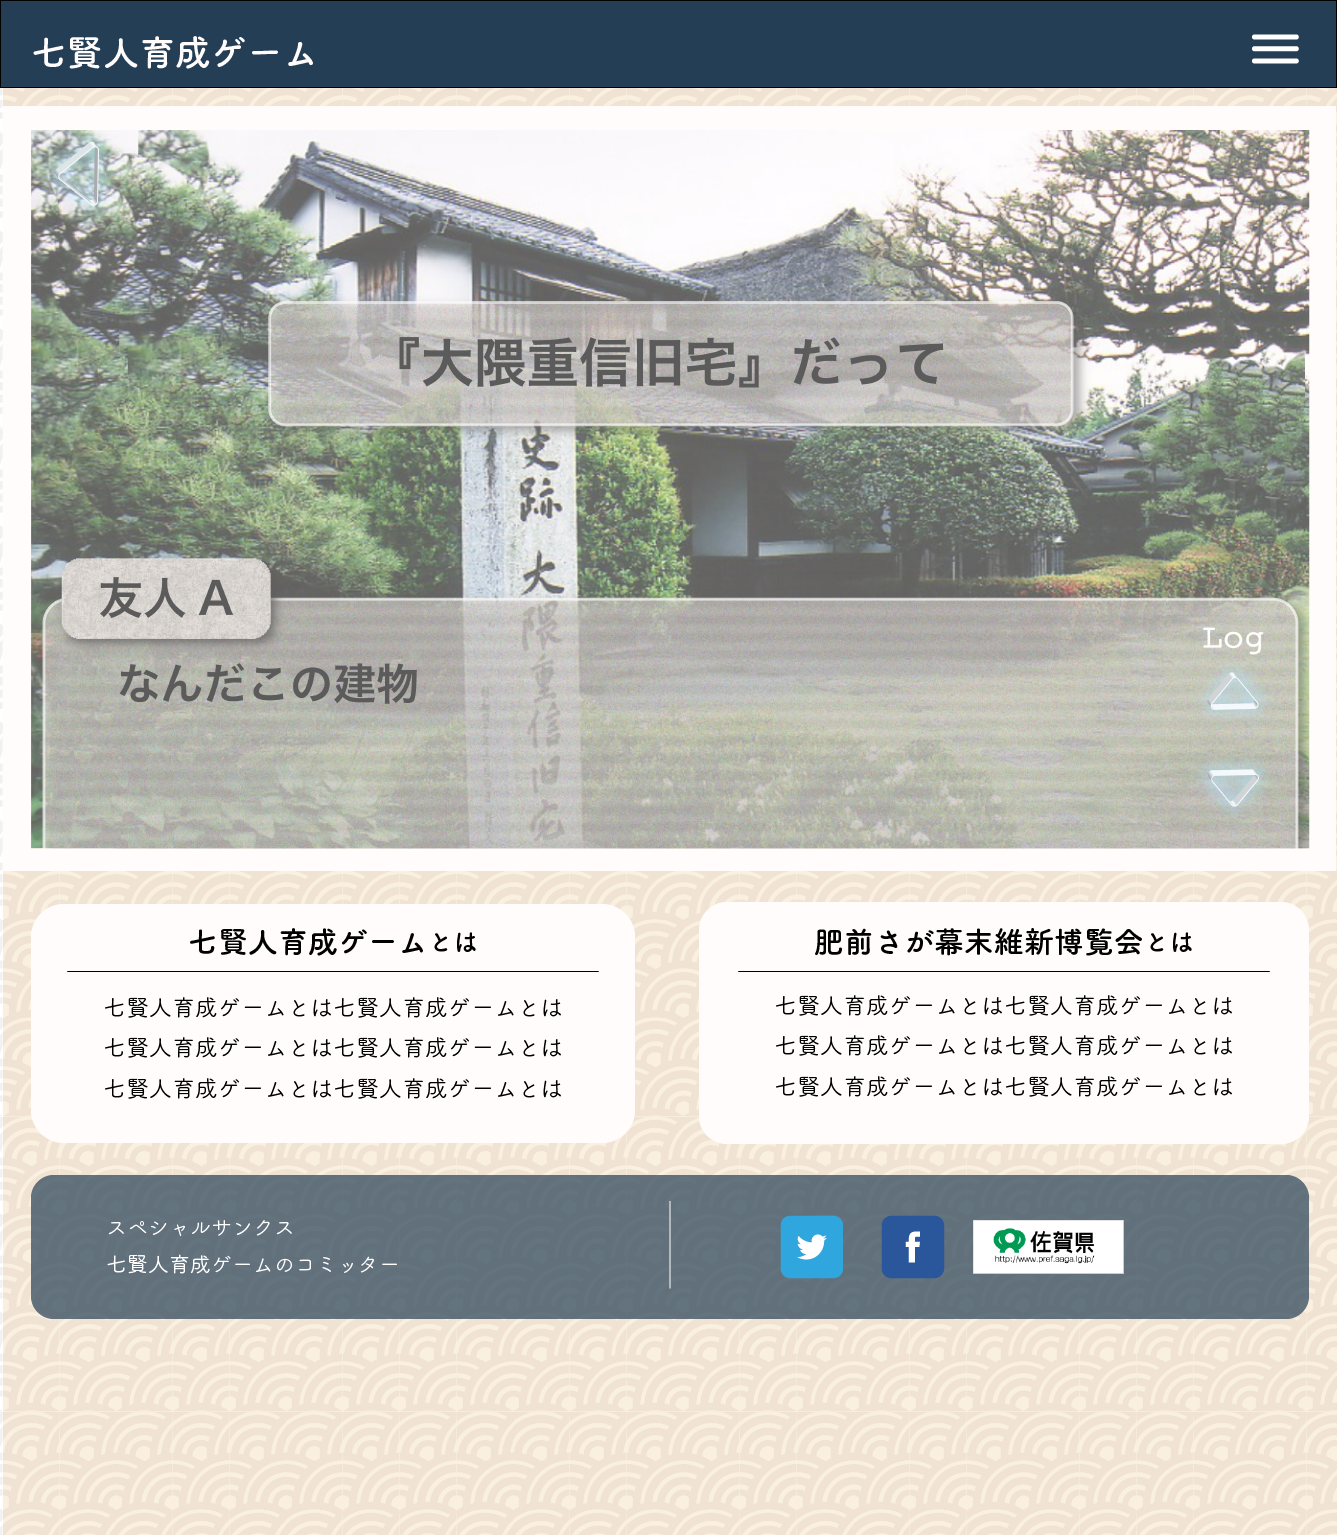 七賢人育成ゲーム
『大隈重信旧宅』だって
史跡 大隈重信旧宅
友人 A
Log
なんだこの建物
七賢人育成ゲームとは
七賢人育成ゲームとは七賢人育成ゲームとは
七賢人育成ゲームとは七賢人育成ゲームとは
七賢人育成ゲームとは七賢人育成ゲームとは
肥前さが幕末維新博覧会とは
七賢人育成ゲームとは七賢人育成ゲームとは
七賢人育成ゲームとは七賢人育成ゲームとは
七賢人育成ゲームとは七賢人育成ゲームとは
スペシャルサンクス
七賢人育成ゲームのコミッター
佐賀県
http://www.pref.saga.lg.jp/